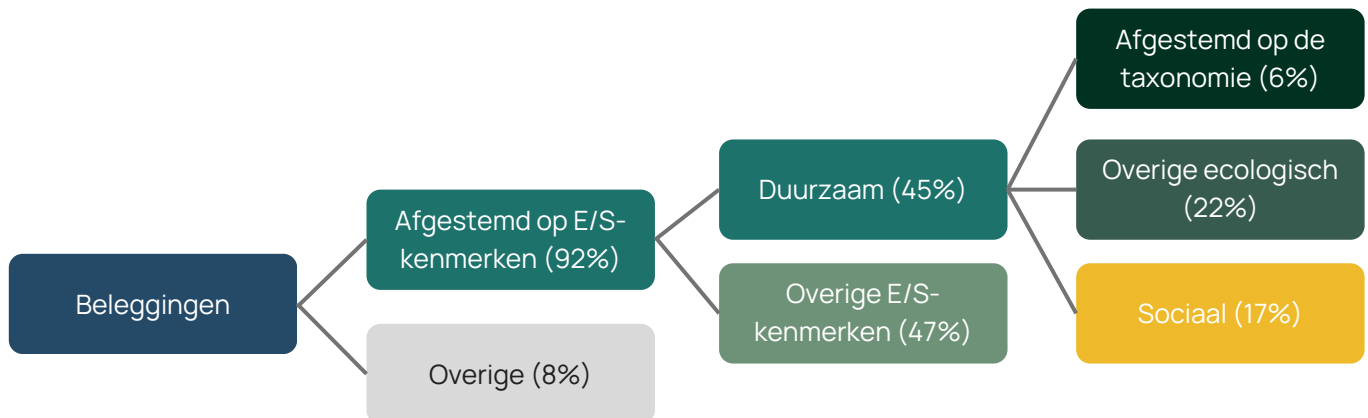 Beleggingen
Afgestemd op E/S-
kenmerken (92%)
Overige (8%)
Duurzaam (45%)
Overige E/S-
kenmerken (47%)
Afgestemd op de
taxonomie (6%)
Overige ecologisch
(22%)
Sociaal (17%)